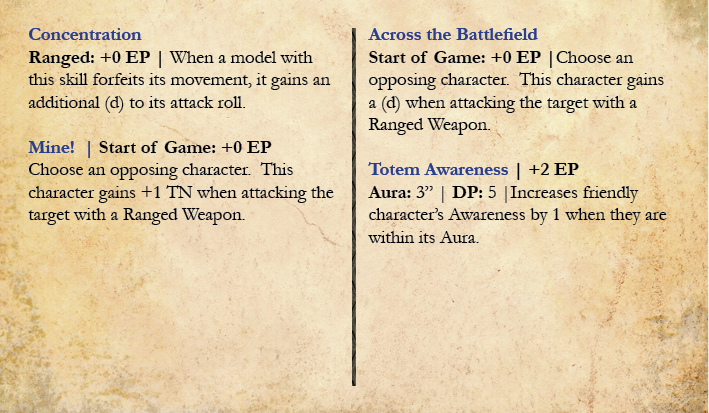 Concentration
Ranged: +0 EP | When a model with
this skill forfeits its movement, it gains an
additional (d) to its attack roll.
Mine! | Start of Game: +0 EP
Choose an opposing character. This
character gains +1 TN when attacking the
target with a Ranged Weapon.
Across the Battlefield
Start of Game: +0 EP |Choose an
opposing character. This character gains
a (d) when attacking the target with a
Ranged Weapon.
Totem Awareness | +2 EP
Aura: 3” | DP: 5 |Increases friendly
character’s Awareness by 1 when they are
within its Aura.